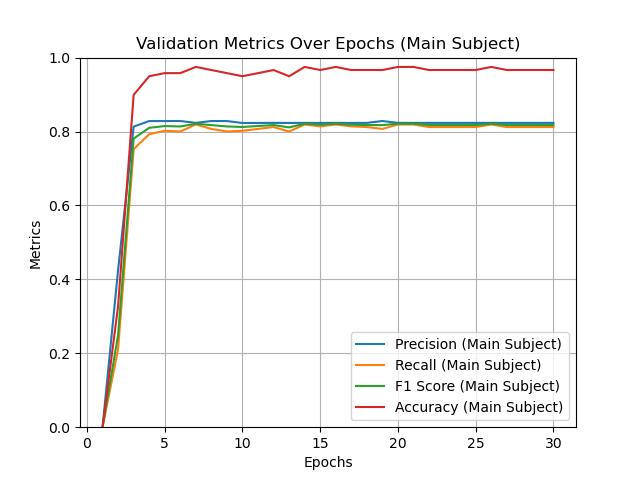 Validation Metrics Over Epochs (Main Subject)
1.0
0.8
0.6
0.4
0.2
0.0
Metrics
0 5 10 15 20 25 30
Epochs
Precision (Main Subject)
Recall (Main Subject)
F1 Score (Main Subject)
Accuracy (Main Subject)